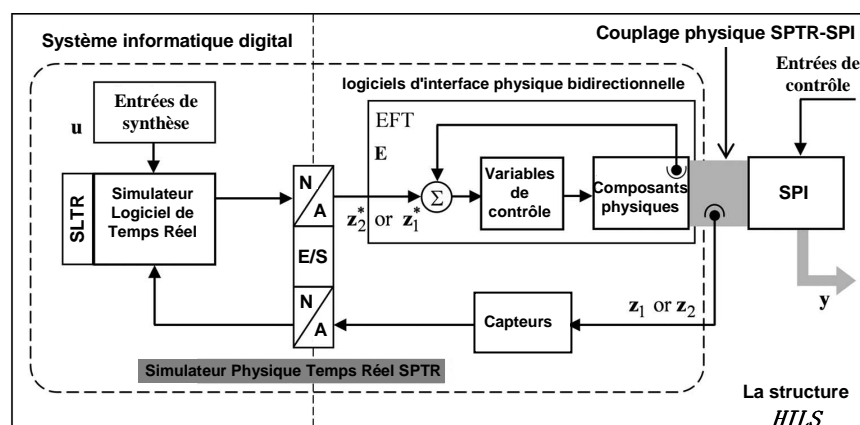 Système informatique digital
Couplage physique SPTR-SPI
Entrées de
contrôle
logiciels d'interface physique bidirectionnelle
Entrées de
synthèse
u
EFT
E
SLTR
Simulateur
Logiciel de
Temps Réel
N
A
z*2 or z*1
Σ
Variables
de
contrôle
Composants
physiques
SPI
E/S
N
A
Capteurs
z1 or z2
y
Simulateur Physique Temps Réel SPTR
La structure
HILS